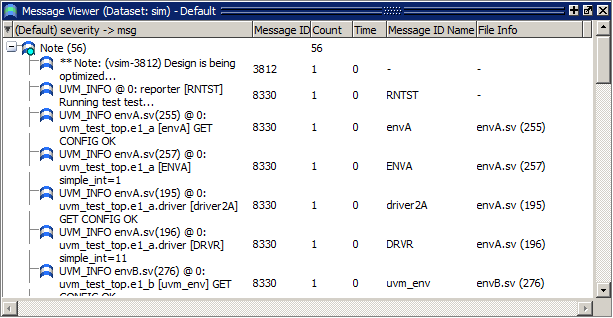 Message Viewer (Dataset: sim) - Default
(Default) severity -> msg Message ID Count Time Message ID Name File Info
Note (56) 56
** Note: (vsim-3812) Design is being
optimized... 3812 1 0 - -
UVM_INFO @ 0: reporter [RNTST]
Running test test... 8330 1 0 RNTST -
UVM_INFO envA.sv(255) @ 0:
uvm_test_top.e1_a [envA] GET 8330 1 0 envA envA.sv (255)
CONFIG OK
UVM_INFO envA.sv(257) @ 0:
uvm_test_top.e1_a [ENVA] 8330 1 0 ENVA envA.sv (257)
simple_int=1
UVM_INFO envA.sv(195) @ 0:
uvm_test_top.e1_a.driver [driver2A] 8330 1 0 driver2A envA.sv (195)
GET CONFIG OK
UVM_INFO envA.sv(196) @ 0:
uvm_test_top.e1_a.driver [DRVR] 8330 1 0 DRVR envA.sv (196)
simple_int=11
UVM_INFO envB.sv(276) @ 0:
uvm_test_top.e1_b [uvm_env] GET 8330 1 0 uvm_env envB.sv (276)
CONFIG OK